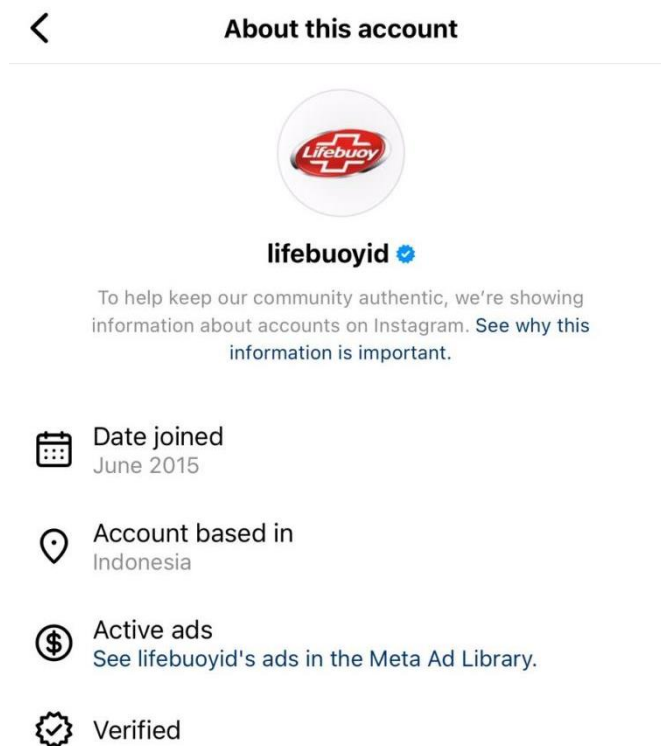 About this account
Lifebuoy
lifebuoyid
To help keep our community authentic, we’re showing
information about accounts on Instagram. See why this
information is important.
Date joined
June 2015
Account based in
Indonesia
Active ads
See lifebuoyid's ads in the Meta Ad Library.
Verified